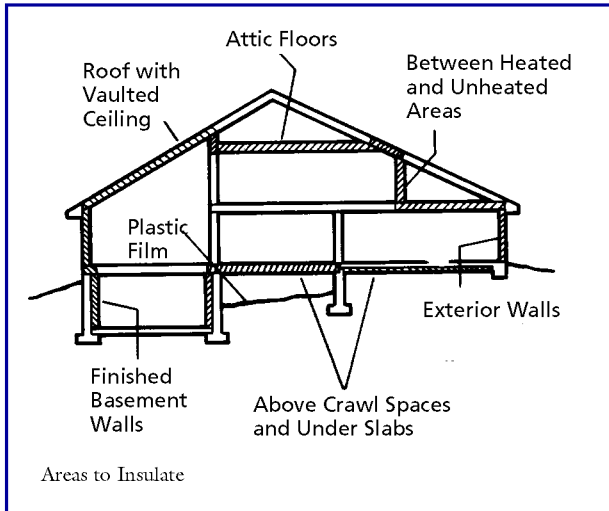 Attic Floors
Roof with
Vaulted
Ceiling
Between Heated
and Unheated
Areas
Plastic
Film
Exterior Walls
Finished
Basement
Walls
Above Crawl Spaces
and Under Slabs
Areas to Insulate